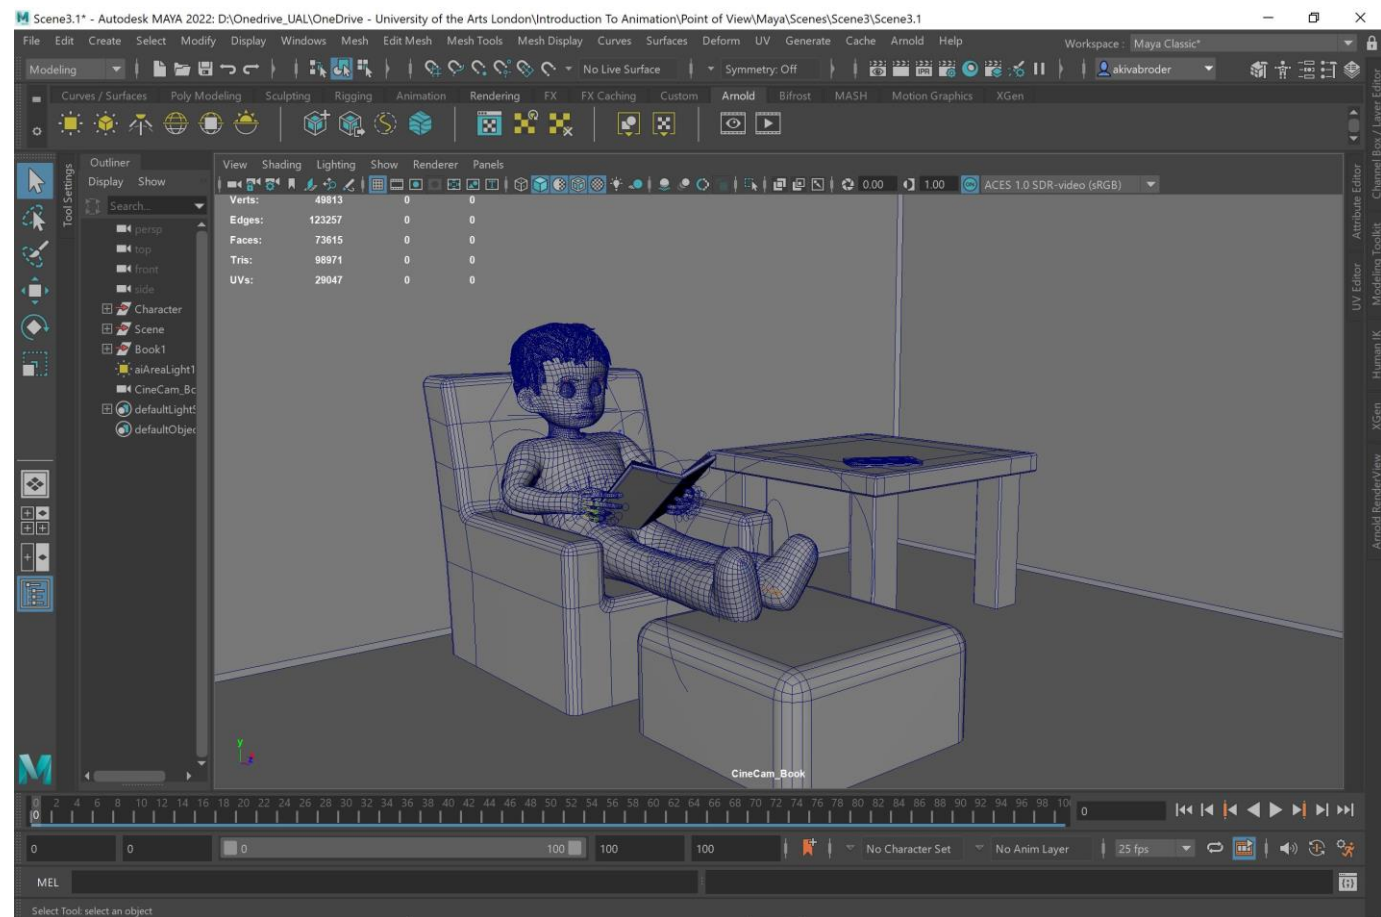 Scene3.1* - Autodesk MAYA 2022: D:\Onedrive_UAL\OneDrive - University of the Arts London\Introduction To Animation\Point of View\Maya\Scenes\Scene3\Scene3.1
File Edit Create Select Modify Display Windows Mesh Edit Mesh Mesh Tools Mesh Display Curves Surfaces Deform UV Generate Cache Arnold Help Workspace : Maya Classic*
Modeling No Live Surface Symmetry: Off akivabroder
Curves / Surfaces Poly Modeling Sculpting Rigging Animation Rendering FX FX Caching Custom Arnold Bifrost MASH Motion Graphics XGen
Outliner
Display Show
Search...
persp
top
front
side
Character
Scene
Book1
aiAreaLight1
CineCam_Bo
defaultLightS
defaultObjec
Tool Settings
View Shading Lighting Show Renderer Panels
0.00 1.00 ACES 1.0 SDR-video (sRGB)
Verts: 49813 0 0
Edges: 123257 0 0
Faces: 73615 0 0
Tris: 98971 0 0
UVs: 29047 0 0
y
z
CineCam_Book
Channel Box / Layer Editor
Attribute Editor
Modeling Toolkit
UV Editor
Human IK
XGen
Arnold RenderView
0 2 4 6 8 10 12 14 16 18 20 22 24 26 28 30 32 34 36 38 40 42 44 46 48 50 52 54 56 58 60 62 64 66 68 70 72 74 76 78 80 82 84 86 88 90 92 94 96 98 10
0 0
0 0 0 100 100 100 No Character Set No Anim Layer 25 fps
MEL
Select Tool: select an object